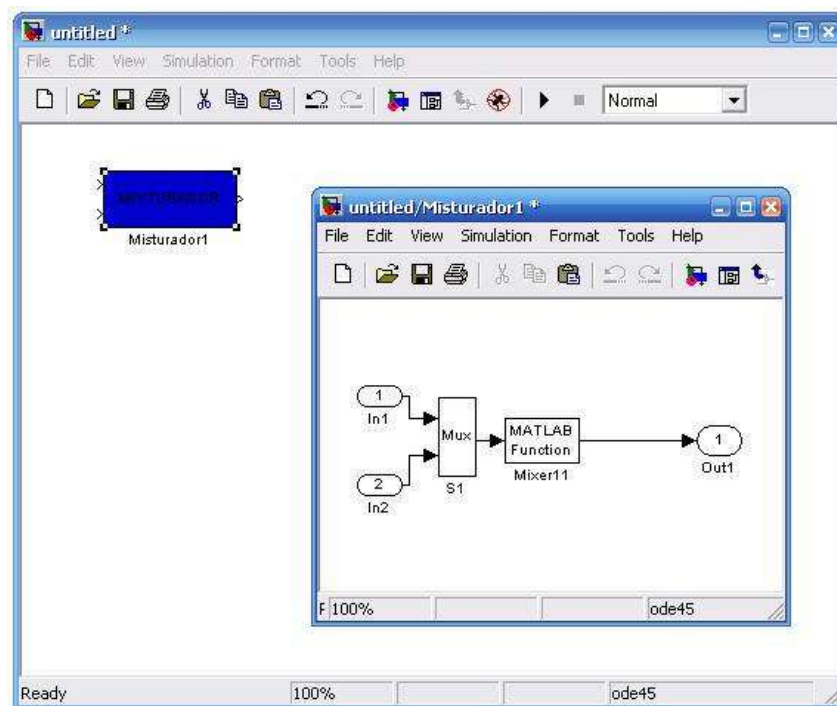 untitled *
File Edit View Simulation Format Tools Help
Normal
MISTURADOR
Misturador1
untitled/Misturador1 *
File Edit View Simulation Format Tools Help
1
In1
2
In2
Mux
S1
MATLAB
Function
Mixer11
1
Out1
F 100% ode45
Ready 100% ode45